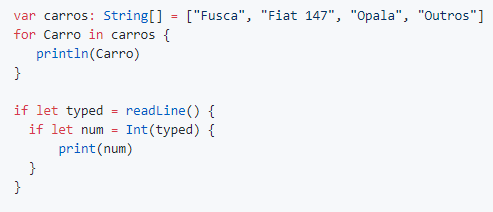 var carros: String[] = ["Fusca", "Fiat 147", "Opala", "Outros"]
for Carro in carros {
   println(Carro)
}

if let typed = readLine() {
  if let num = Int(typed) {
      print(num)
  }
}